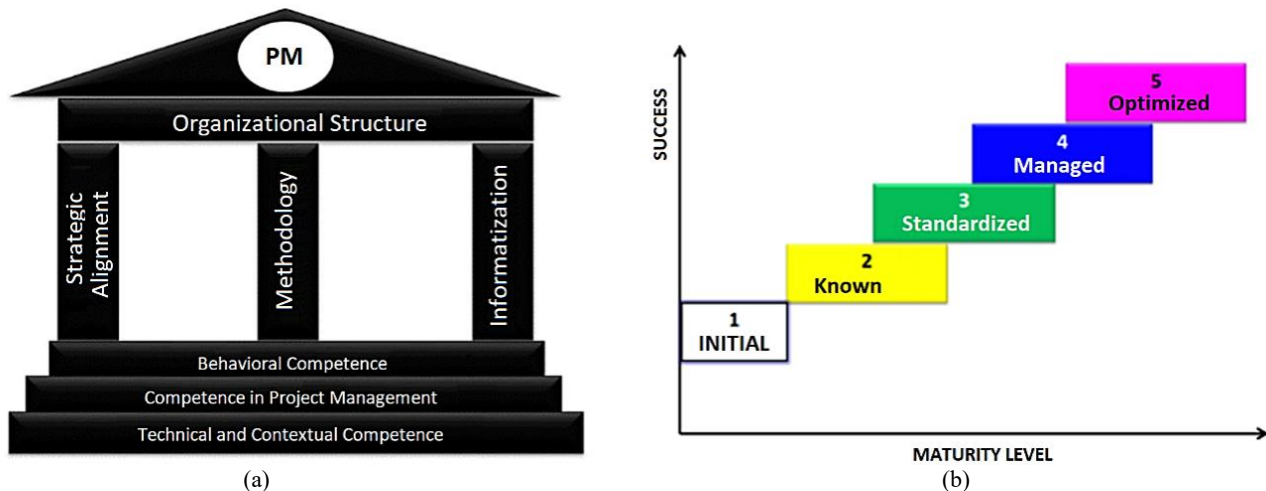 PM
Organizational Structure
Strategic
Alignment
Methodology
Informatization
Behavioral Competence
Competence in Project Management
Technical and Contextual Competence
(a)
SUCCESS
5
Optimized
4
Managed
3
Standardized
2
Known
1
INITIAL
MATURITY LEVEL
(b)